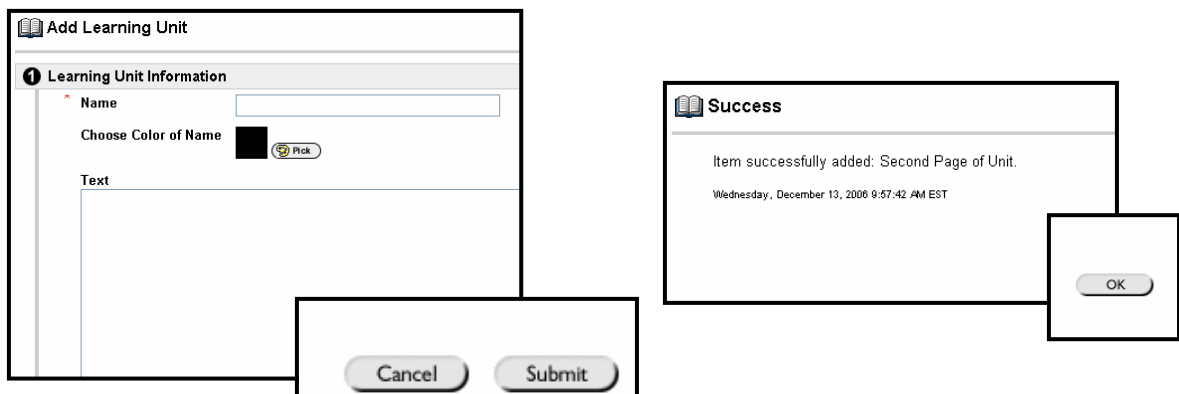 Add Learning Unit
1 Learning Unit Information
* Name
Choose Color of Name
Pick
Text
Cancel Submit
Success
Item successfully added: Second Page of Unit.
Wednesday, December 13, 2006 9:57:42 AM EST
OK